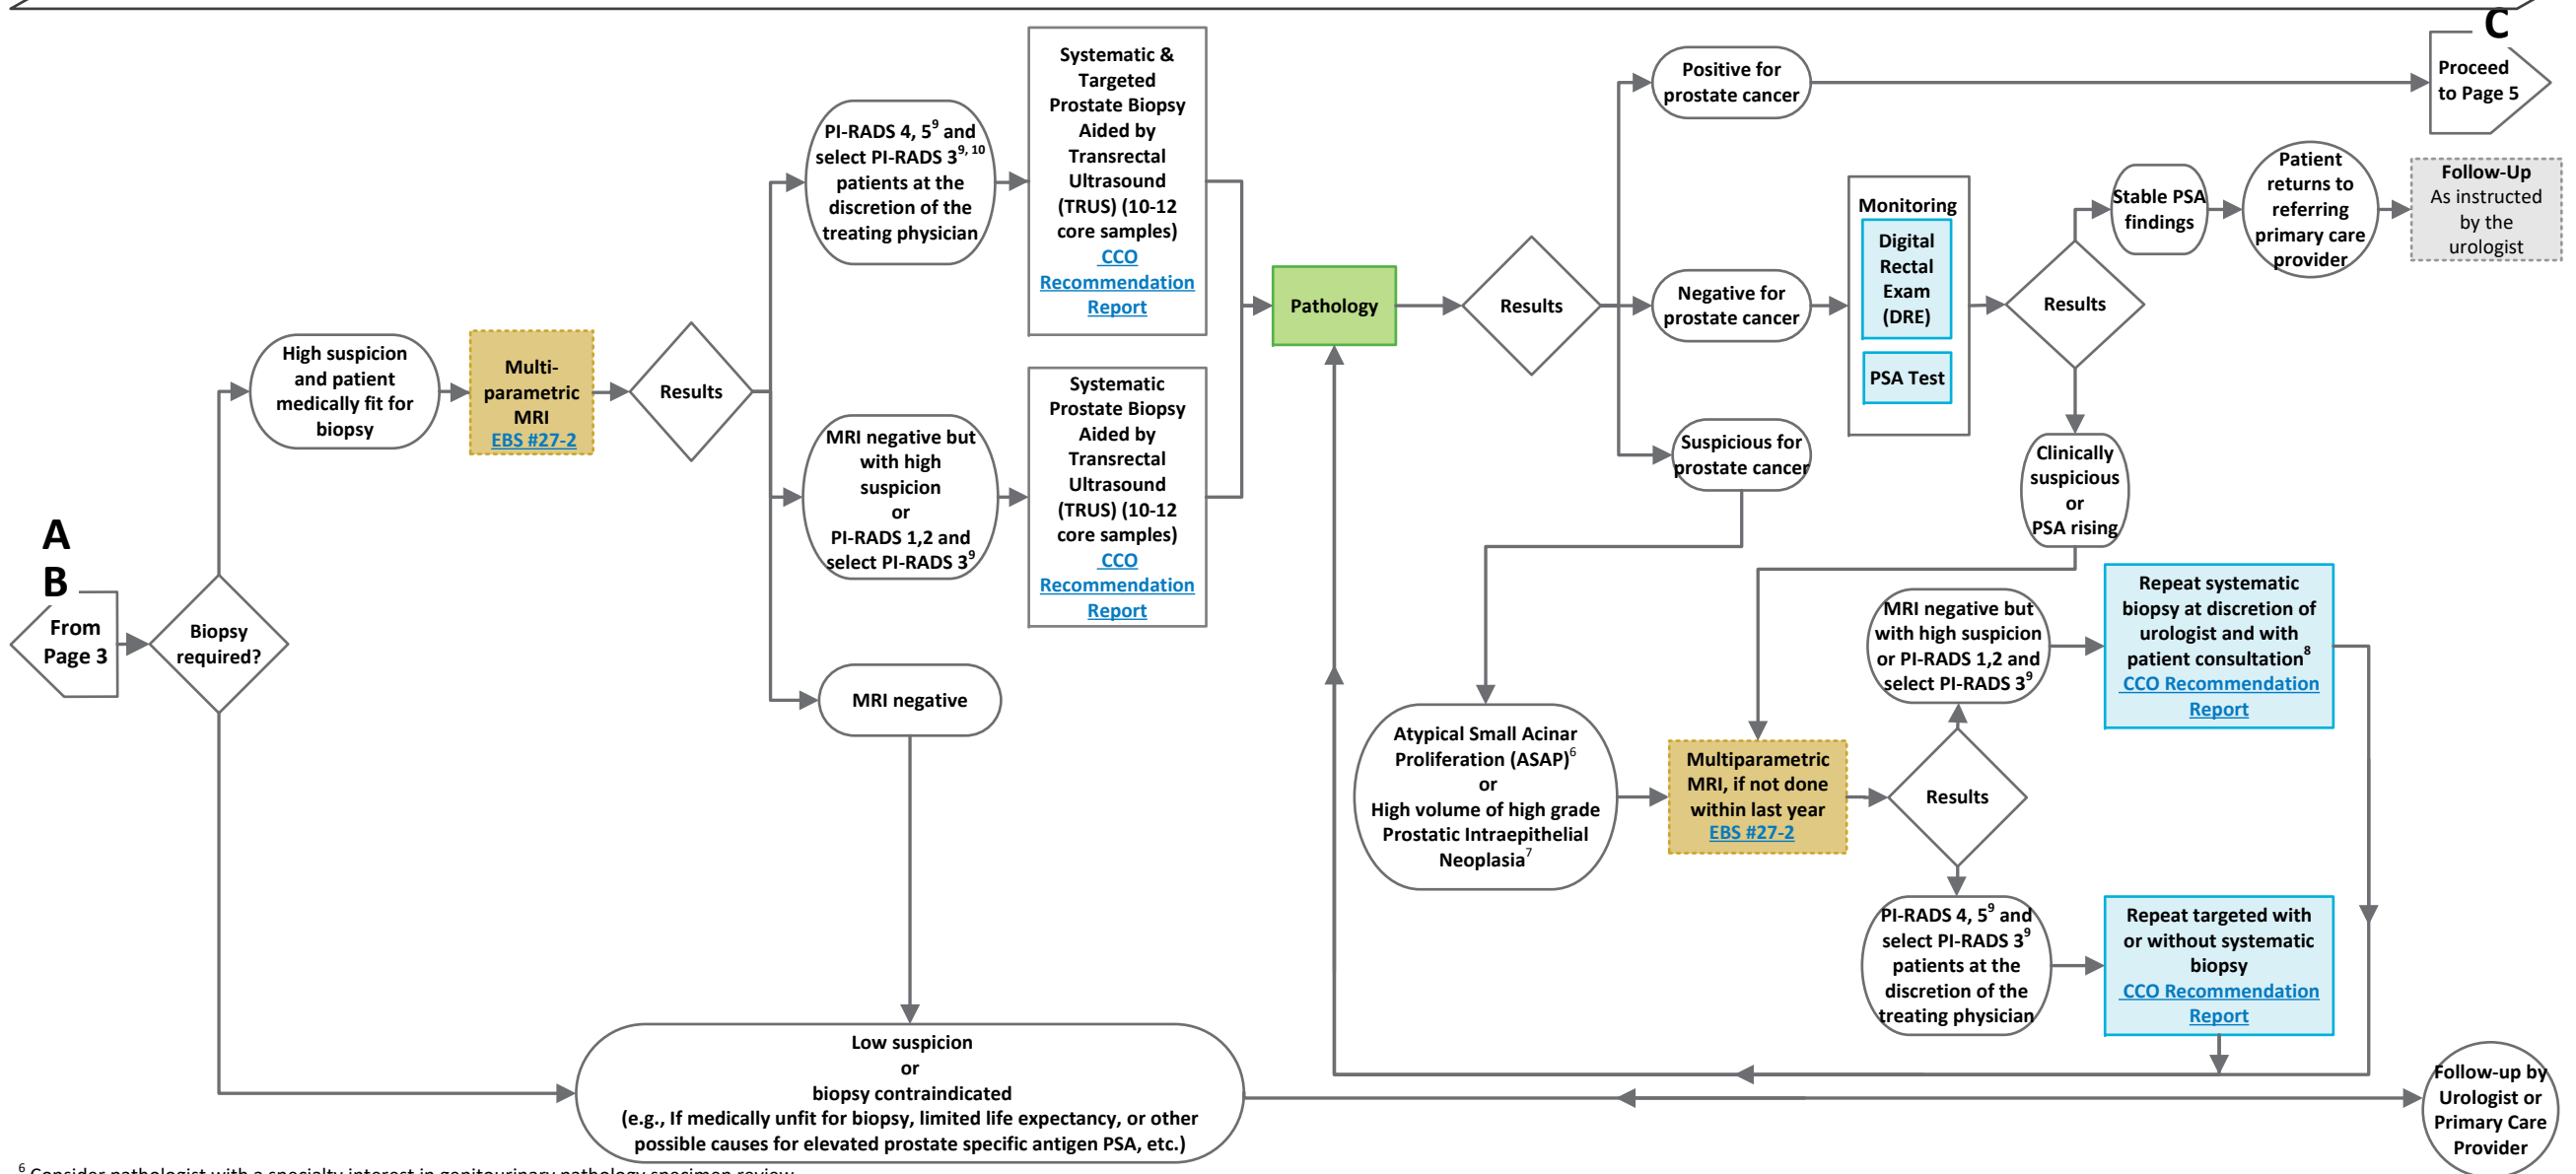 C
Proceed
to Page 5
Systematic &
Targeted
Prostate Biopsy
Aided by
Transrectal
Ultrasound
(TRUS) (10-12
core samples)
CCO
Recommendation
Report
Positive for
prostate cancer
PI-RADS 4, 5⁹ and
select PI-RADS 3⁹, ¹⁰
patients at the
discretion of the
treating physician
Patient
returns to
referring
primary care
provider
Follow-Up
As instructed
by the
urologist
Stable PSA
findings
Monitoring
Digital
Rectal
Exam
(DRE)
PSA Test
Results
Pathology
Results
Negative for
prostate cancer
High suspicion
and patient
medically fit for
biopsy
Multi-
parametric
MRI
EBS #27-2
Results
Systematic
Prostate Biopsy
Aided by
Transrectal
Ultrasound
(TRUS) (10-12
core samples)
CCO
Recommendation
Report
MRI negative but
with high
suspicion
or
PI-RADS 1,2 and
select PI-RADS 3⁹
Suspicious for
prostate cancer
Clinically
suspicious
or
PSA rising
A
B
From
Page 3
Biopsy
required?
MRI negative
MRI negative but
with high suspicion
or PI-RADS 1,2 and
select PI-RADS 3⁹
Repeat systematic
biopsy at discretion of
urologist and with
patient consultation⁸
CCO Recommendation
Report
Atypical Small Acinar
Proliferation (ASAP)⁶
or
High volume of high grade
Prostatic Intraepithelial
Neoplasia⁷
Multiparametric
MRI, if not done
within last year
EBS #27-2
Results
PI-RADS 4, 5⁹ and
select PI-RADS 3⁹
patients at the
discretion of the
treating physician
Repeat targeted with
or without systematic
biopsy
CCO Recommendation
Report
Low suspicion
or
biopsy contraindicated
(e.g., If medically unfit for biopsy, limited life expectancy, or other
possible causes for elevated prostate specific antigen PSA, etc.)
Follow-up by
Urologist or
Primary Care
Provider
⁶ Consider pathologist with a specialty interest in genitourinary pathology specimen review